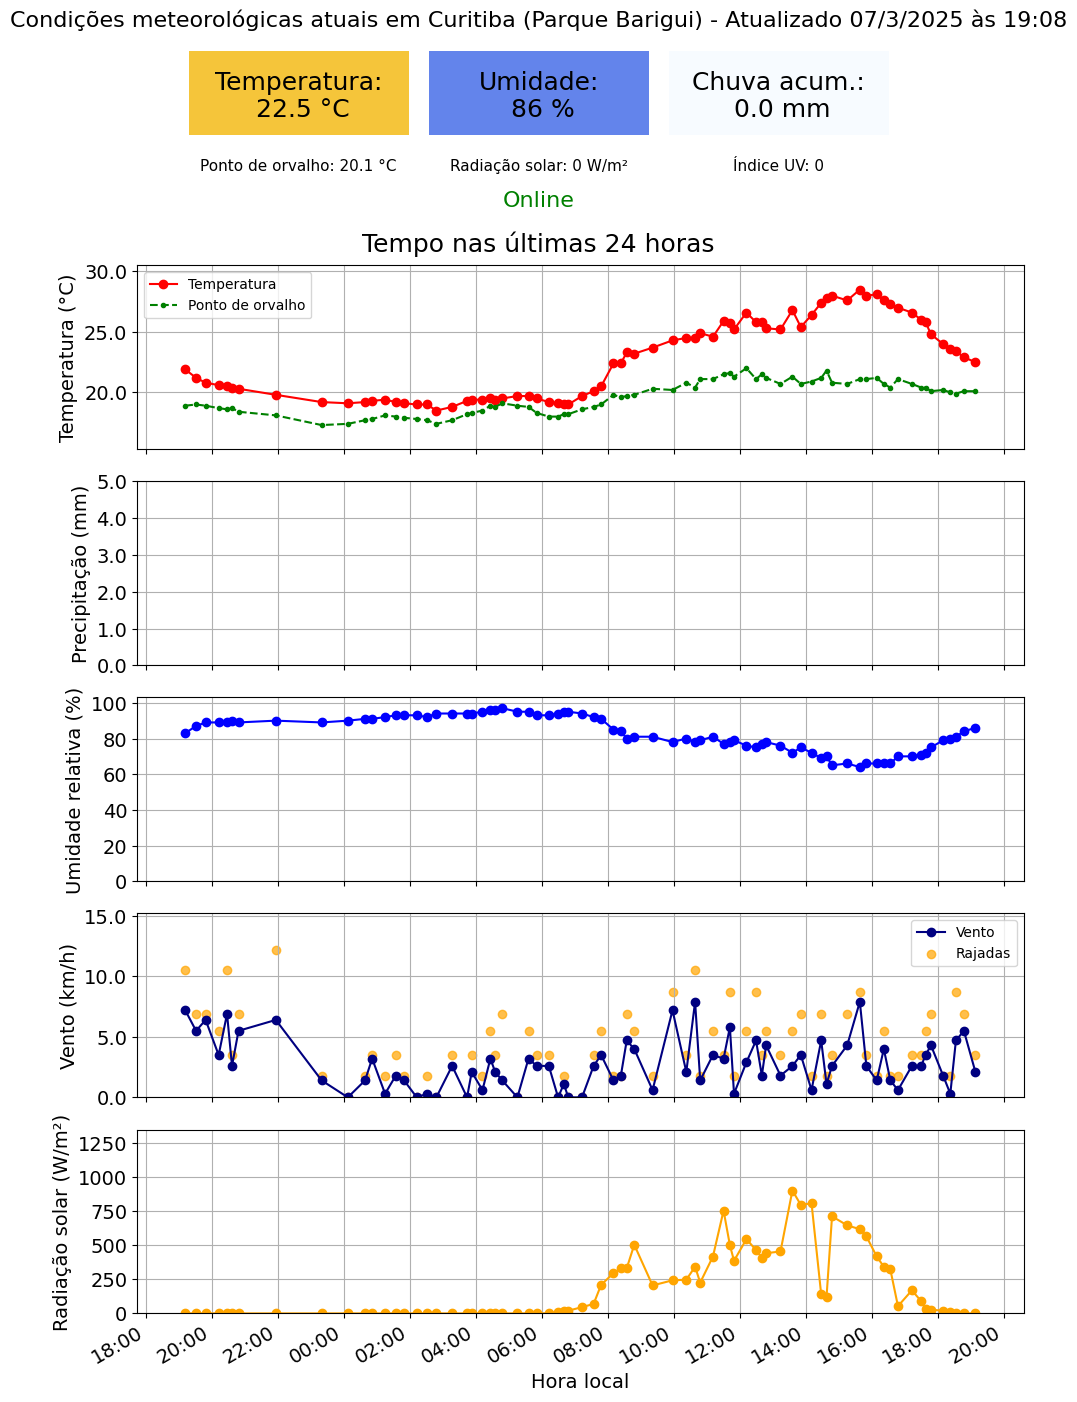 Condições meteorológicas atuais em Curitiba (Parque Barigui) - Atualizado 07/3/2025 às 19:08
Temperatura:
22.5 °C
Umidade:
86 %
Chuva acum.:
0.0 mm
Ponto de orvalho: 20.1 °C
Radiação solar: 0 W/m²
Índice UV: 0
Online
Tempo nas últimas 24 horas
Temperatura (°C)
30.0
25.0
20.0
Temperatura
Ponto de orvalho
Precipitação (mm)
5.0
4.0
3.0
2.0
1.0
0.0
Umidade relativa (%)
100
80
60
40
20
0
Vento (km/h)
15.0
10.0
5.0
0.0
Vento
Rajadas
Radiação solar (W/m²)
1250
1000
750
500
250
0
18:00 20:00 22:00 00:00 02:00 04:00 06:00 08:00 10:00 12:00 14:00 16:00 18:00 20:00
Hora local